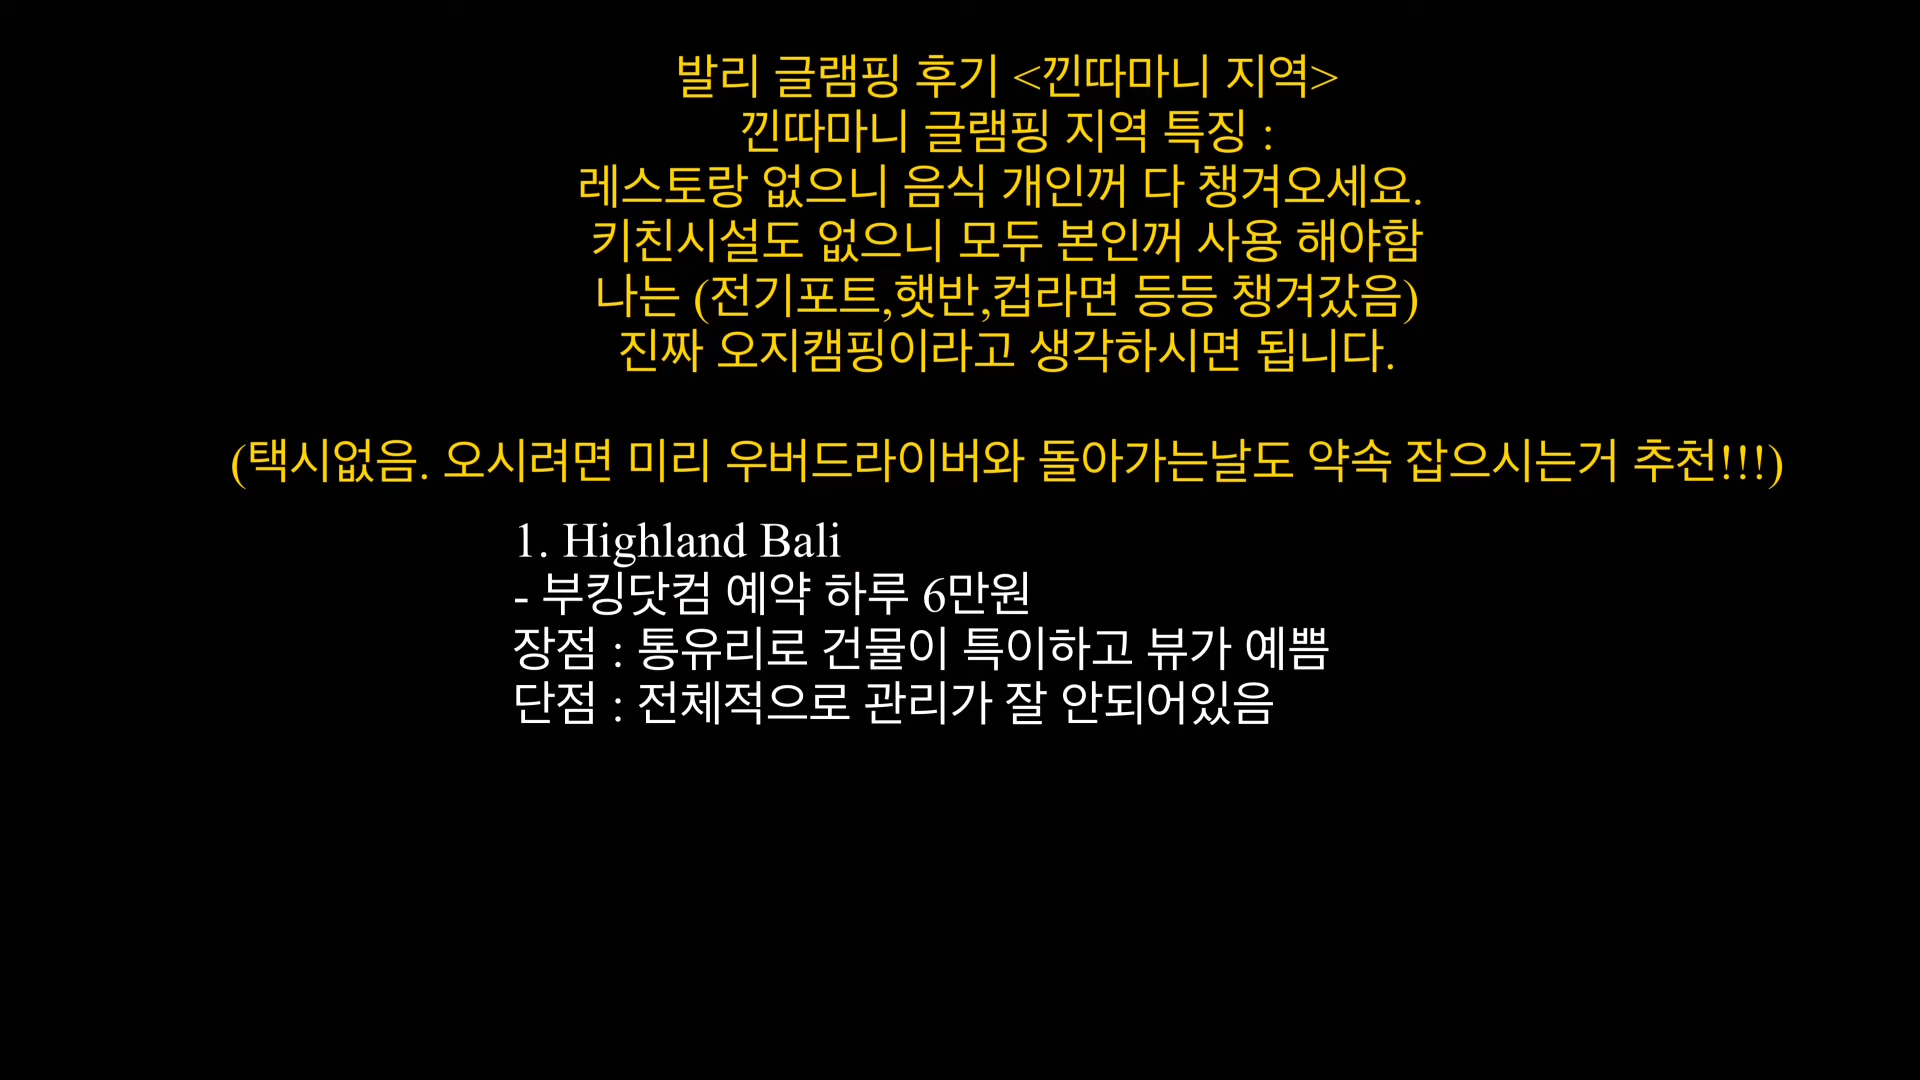 발리 글램핑 후기 <낀따마니 지역>
낀따마니 글램핑 지역 특징 :
레스토랑 없으니 음식 개인꺼 다 챙겨오세요.
키친시설도 없으니 모두 본인꺼 사용 해야함
나는 (전기포트,햇반,컵라면 등등 챙겨갔음)
진짜 오지캠핑이라고 생각하시면 됩니다.
(택시없음. 오시려면 미리 우버드라이버와 돌아가는날도 약속 잡으시는거 추천!!!)
1. Highland Bali
- 부킹닷컴 예약 하루 6만원
장점 : 통유리로 건물이 특이하고 뷰가 예쁨
단점 : 전체적으로 관리가 잘 안되어있음